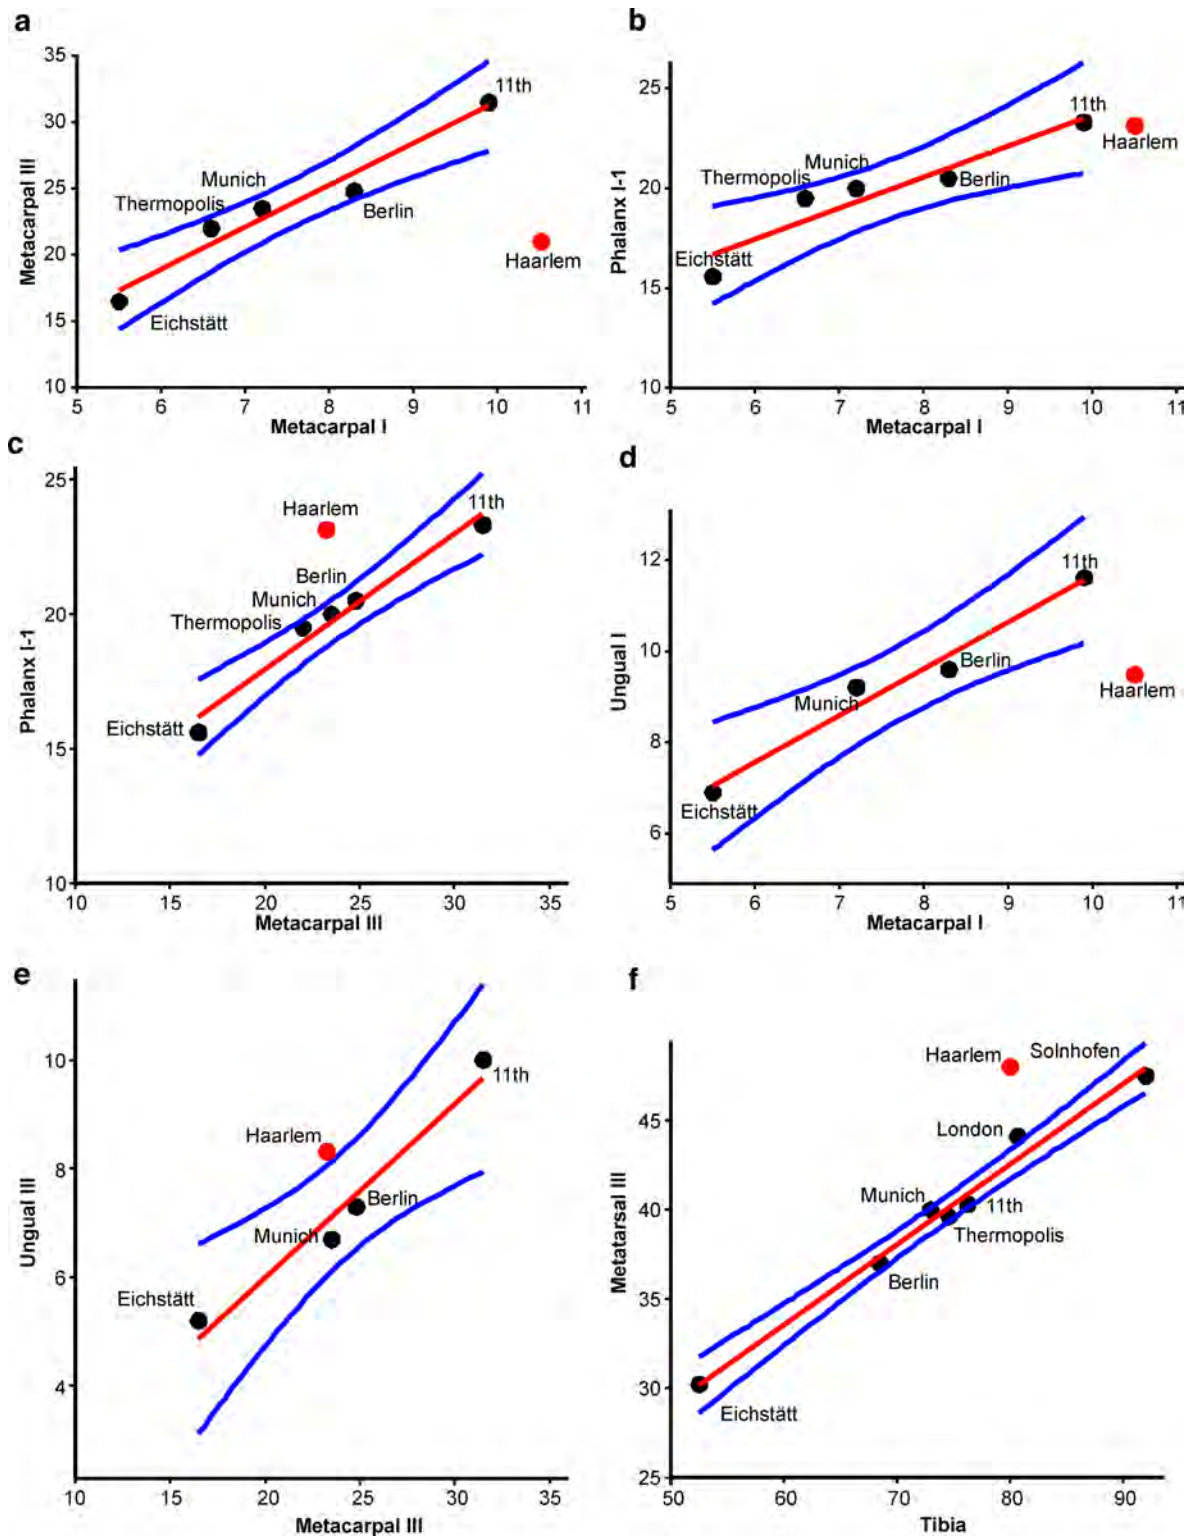 a
35
30
25
20
15
10
Metacarpal III
11th
Munich
Thermopolis
Berlin
Haarlem
Eichstätt
5 6 7 8 9 10 11
Metacarpal I
b
25
20
15
10
Phalanx I-1
11th
Haarlem
Munich
Thermopolis
Berlin
Eichstätt
5 6 7 8 9 10 11
Metacarpal I
c
25
20
15
10
Phalanx I-1
Haarlem
11th
Berlin
Munich
Thermopolis
Eichstätt
10 15 20 25 30 35
Metacarpal III
d
12
10
8
6
Ungual I
11th
Berlin
Munich
Haarlem
Eichstätt
5 6 7 8 9 10 11
Metacarpal I
e
10
8
6
4
Ungual III
11th
Haarlem
Berlin
Munich
Eichstätt
10 15 20 25 30 35
Metacarpal III
f
45
40
35
30
25
Metatarsal III
Haarlem
Solnhofen
London
Munich
11th
Thermopolis
Berlin
Eichstätt
50 60 70 80 90
Tibia